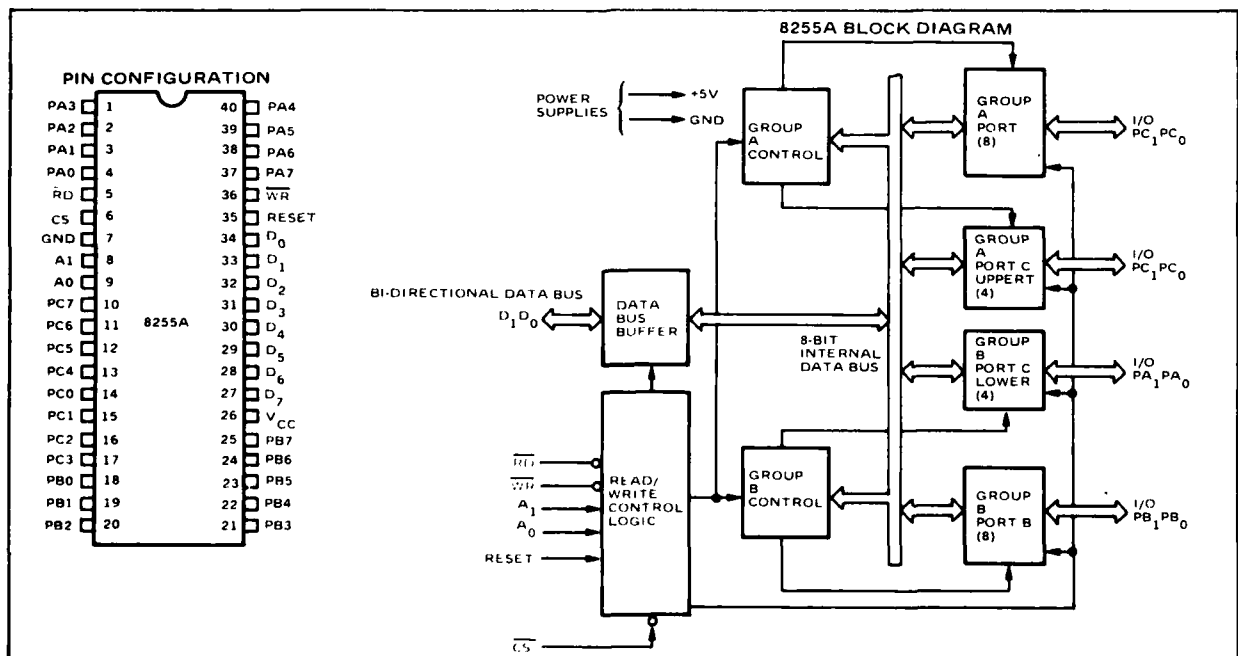 8255A BLOCK DIAGRAM
PIN CONFIGURATION
PA3 1 40 PA4
PA2 2 39 PA5
PA1 3 38 PA6
PA0 4 37 PA7
RD 5 36 W̅R̅
CS 6 35 RESET
GND 7 34 D0
A1 8 33 D1
A0 9 32 D2
PC7 10 31 D3
PC6 11 30 D4
PC5 12 29 D5
PC4 13 28 D6
PC0 14 27 D7
PC1 15 26 VCC
PC2 16 25 PB7
PC3 17 24 PB6
PB0 18 23 PB5
PB1 19 22 PB4
PB2 20 21 PB3
8255A
POWER
SUPPLIES
+5V
GND
GROUP
A
CONTROL
GROUP
A
PORT
(8)
I/O
PC1PC0
GROUP
A
PORT C
UPPERT
(4)
I/O
PC1PC0
BI-DIRECTIONAL DATA BUS
D1D0
DATA
BUS
BUFFER
8-BIT
INTERNAL
DATA BUS
GROUP
B
PORT C
LOWER
(4)
I/O
PA1PA0
R̅D̅
W̅R̅
A1
A0
RESET
C̅S̅
READ/
WRITE
CONTROL
LOGIC
GROUP
B
CONTROL
GROUP
B
PORT B
(8)
I/O
PB1PB0